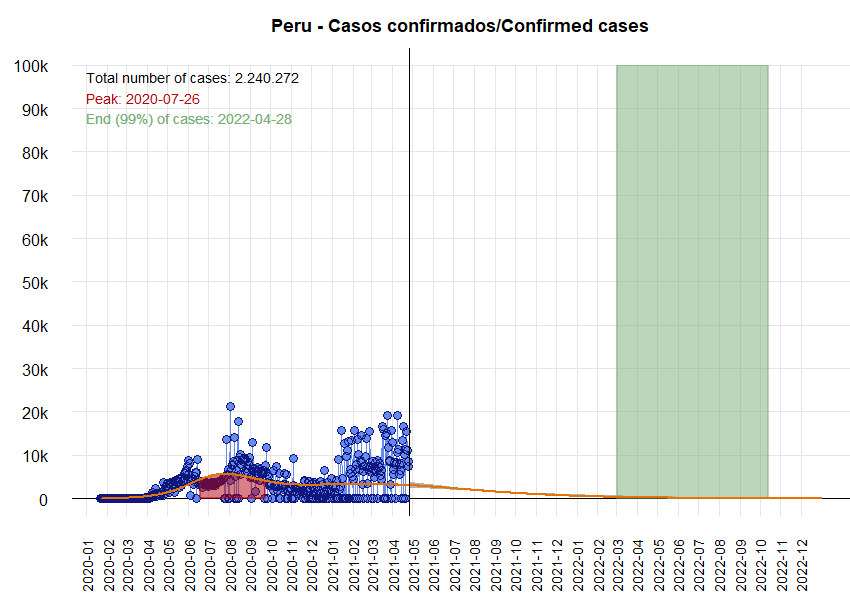 Peru - Casos confirmados/Confirmed cases
100k
90k
80k
70k
60k
50k
40k
30k
20k
10k
0
Total number of cases: 2.240.272
Peak: 2020-07-26
End (99%) of cases: 2022-04-28
2020-01
2020-02
2020-03
2020-04
2020-05
2020-06
2020-07
2020-08
2020-09
2020-10
2020-11
2020-12
2021-01
2021-02
2021-03
2021-04
2021-05
2021-06
2021-07
2021-08
2021-09
2021-10
2021-11
2021-12
2022-01
2022-02
2022-03
2022-04
2022-05
2022-06
2022-07
2022-08
2022-09
2022-10
2022-11
2022-12